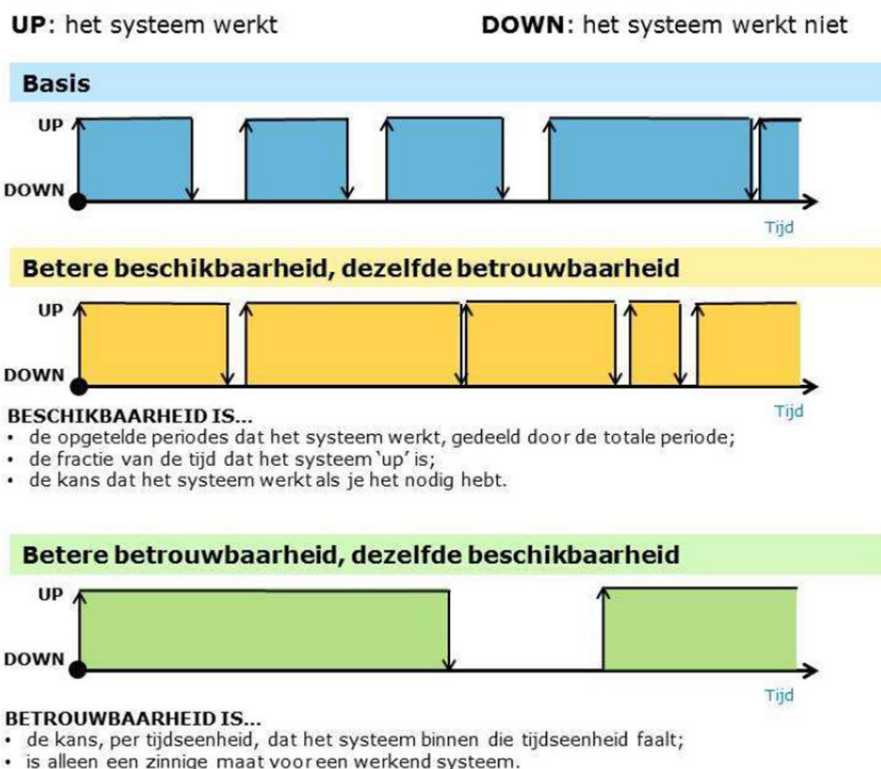 UP: het systeem werkt DOWN: het systeem werkt niet
Basis
UP
DOWN
Tijd
Betere beschikbaarheid, dezelfde betrouwbaarheid
UP
DOWN
Tijd
BESCHIKBAARHEID IS...
• de opgetelde periodes dat het systeem werkt, gedeeld door de totale periode;
• de fractie van de tijd dat het systeem ‘up’ is;
• de kans dat het systeem werkt als je het nodig hebt.
Betere betrouwbaarheid, dezelfde beschikbaarheid
UP
DOWN
Tijd
BETROUWBAARHEID IS...
• de kans, per tijdseenheid, dat het systeem binnen die tijdseenheid faalt;
• is alleen een zinnige maat voor een werkend systeem.